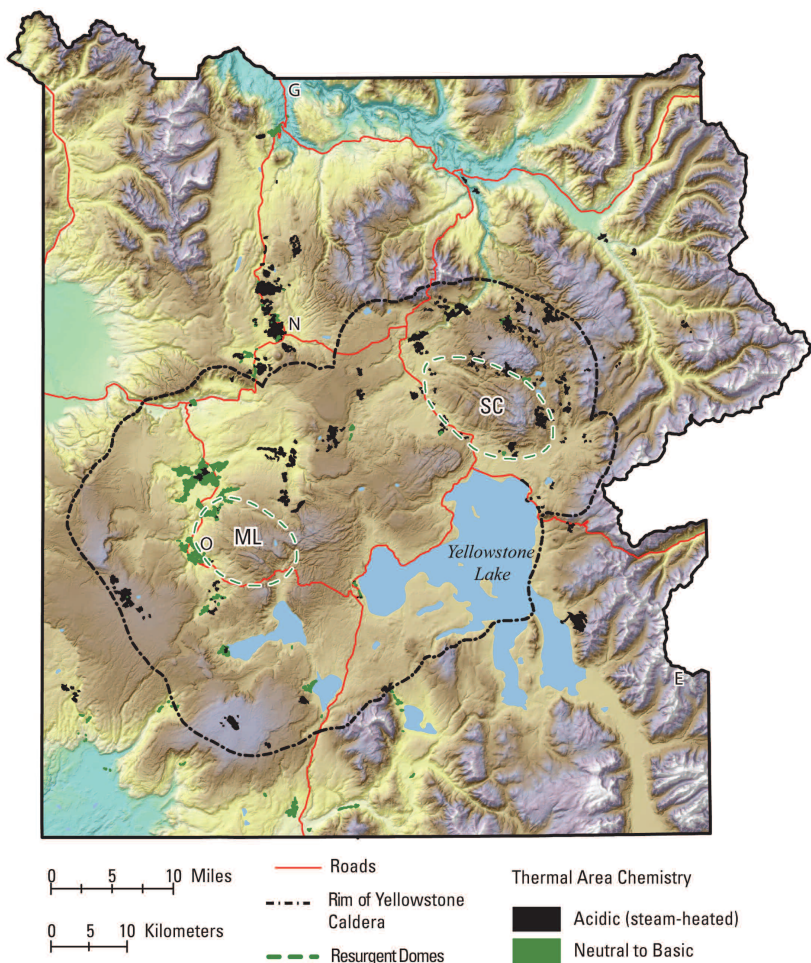 G
N
SC
ML
O
Yellowstone
Lake
E
0 5 10 Miles
0 5 10 Kilometers
Roads
Rim of Yellowstone
Caldera
Resurgent Domes
Thermal Area Chemistry
Acidic (steam-heated)
Neutral to Basic